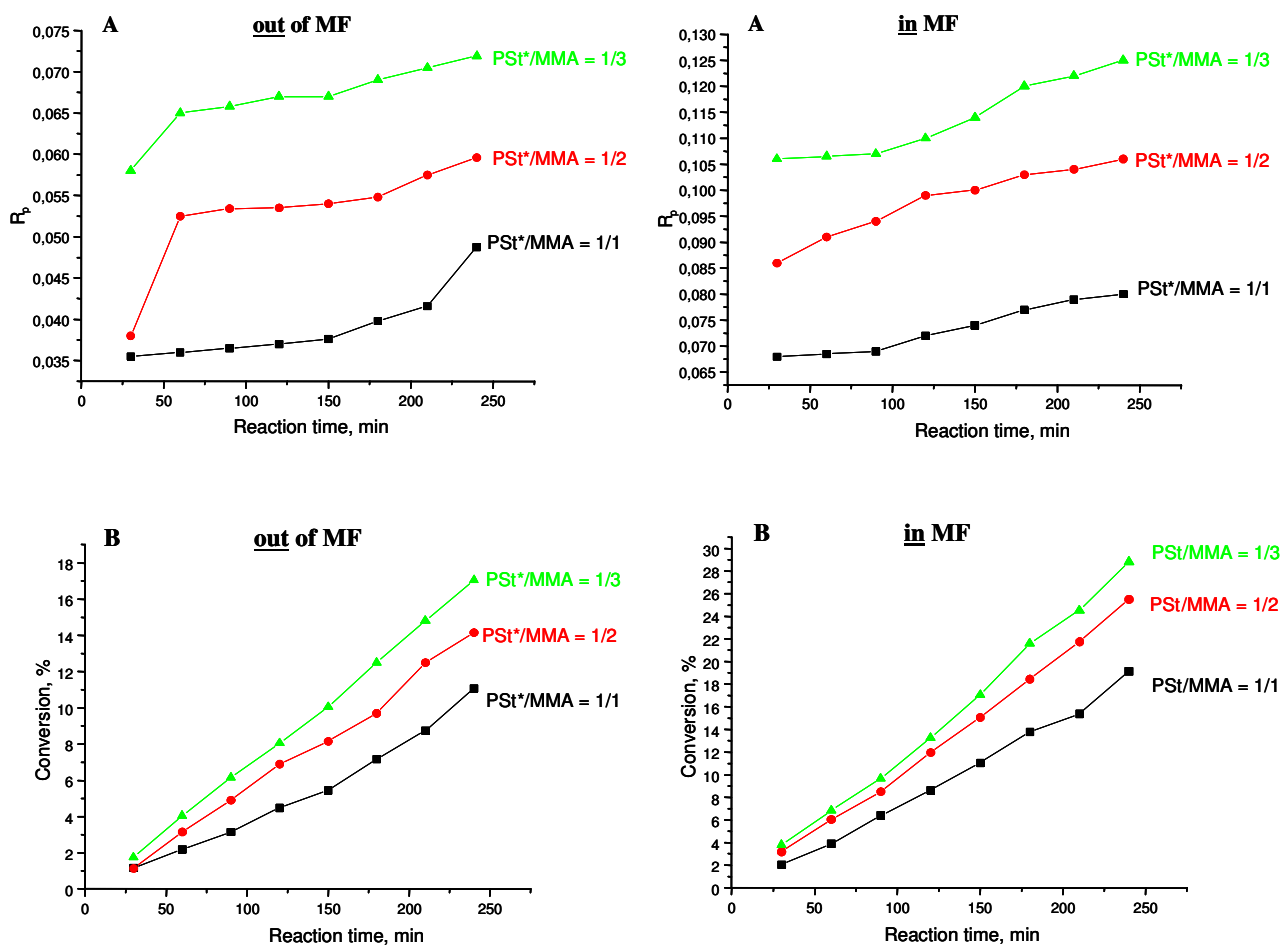 A
out of MF
0,075
0,070
0,065
0,060
0,055
0,050
0,045
0,040
0,035
Rp
PSt*/MMA = 1/3
PSt*/MMA = 1/2
PSt*/MMA = 1/1
0 50 100 150 200 250
Reaction time, min
A
in MF
0,130
0,125
0,120
0,115
0,110
0,105
0,100
0,095
0,090
0,085
0,080
0,075
0,070
0,065
Rp
PSt*/MMA = 1/3
PSt*/MMA = 1/2
PSt*/MMA = 1/1
0 50 100 150 200 250
Reaction time, min
B
out of MF
18
16
14
12
10
8
6
4
2
0
Conversion, %
PSt*/MMA = 1/3
PSt*/MMA = 1/2
PSt*/MMA = 1/1
0 50 100 150 200 250
Reaction time, min
B
in MF
30
28
26
24
22
20
19
18
16
14
12
10
8
6
4
2
0
Conversion, %
PSt/MMA = 1/3
PSt/MMA = 1/2
PSt/MMA = 1/1
0 50 100 150 200 250
Reaction time, min